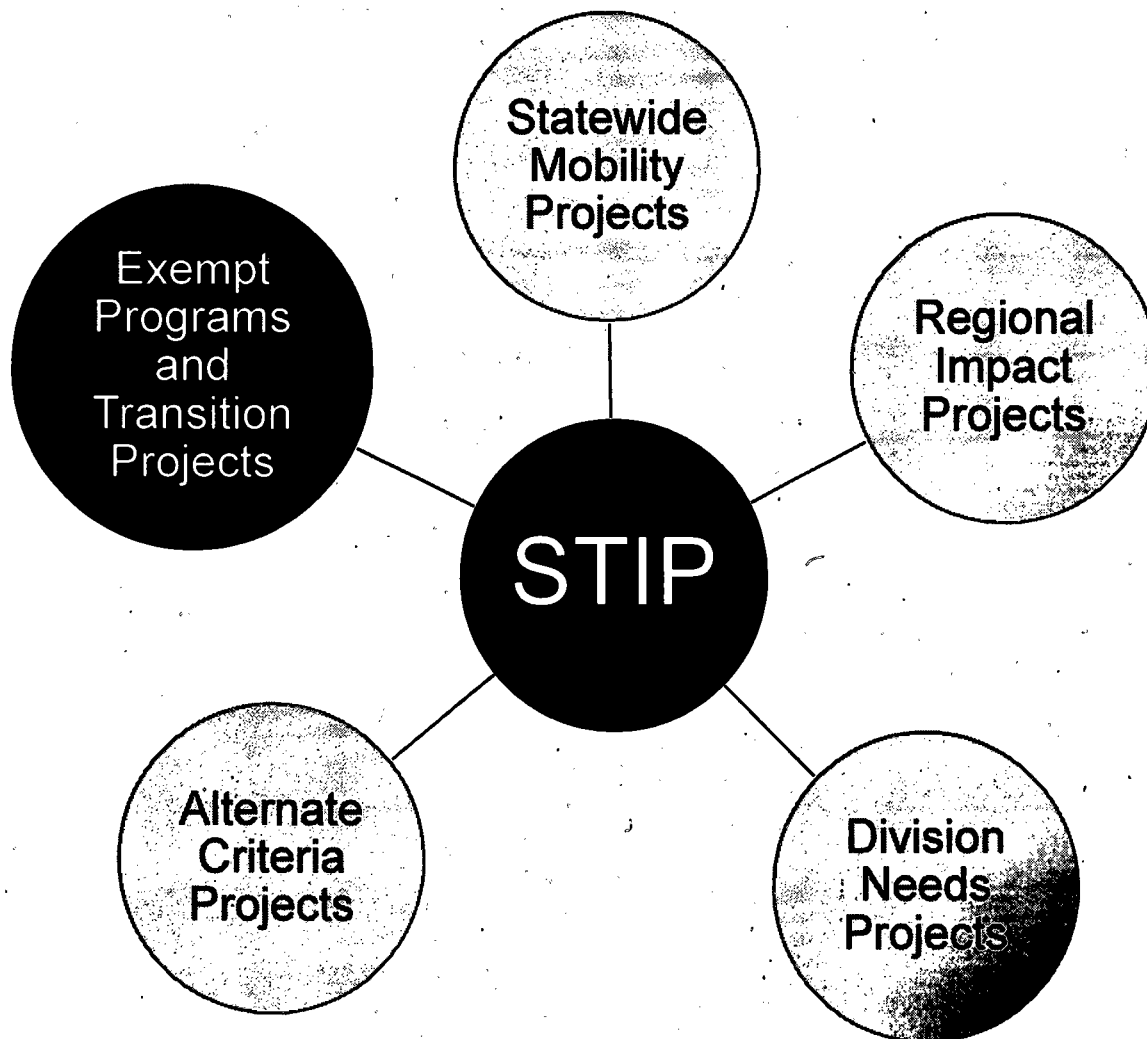 Statewide
Mobility
Projects
Exempt
Programs
and
Transition
Projects
Regional
Impact
Projects
STIP
Alternate
Criteria
Projects
Division
Needs
Projects